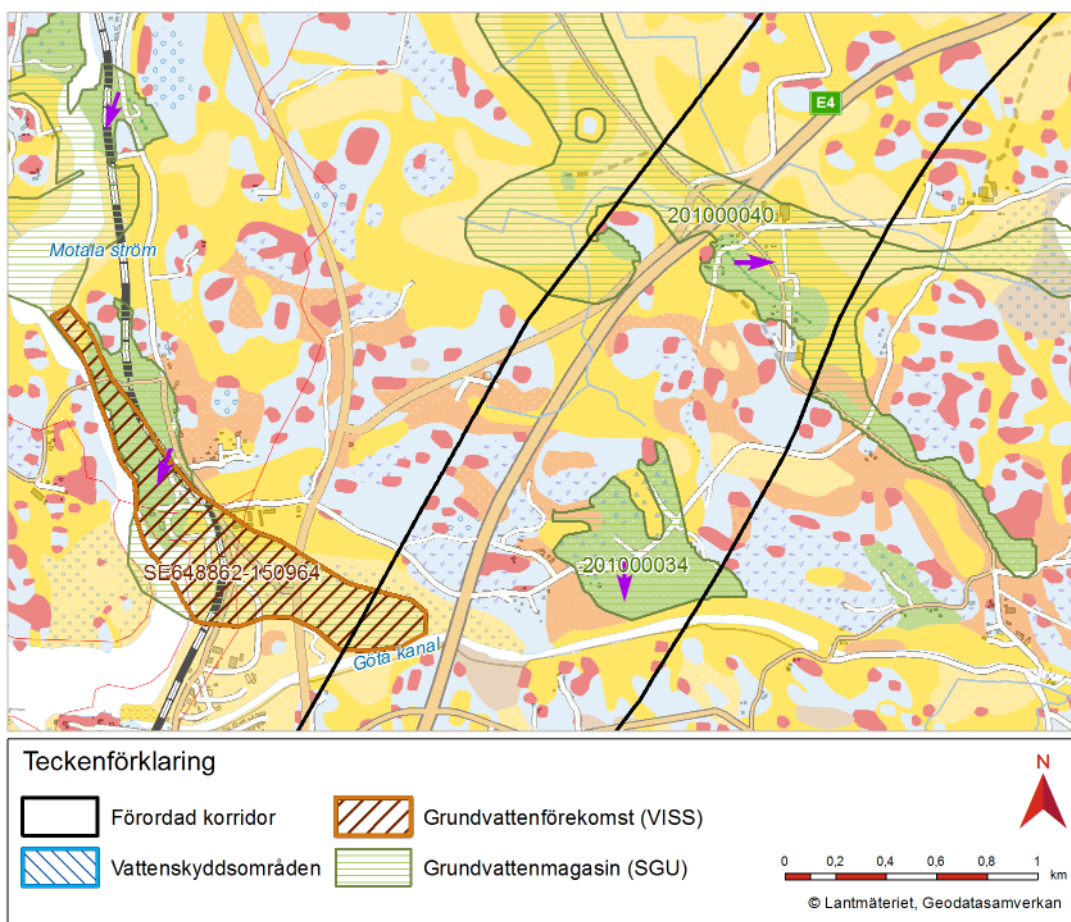 E4
201000040
Motala ström
SE648862-150964
201000034
Göta kanal
Teckenförklaring
Förordad korridor
Grundvattenförekomst (VISS)
Vattenskyddsområden
Grundvattenmagasin (SGU)
N
0 0,2 0,4 0,6 0,8 1
km
© Lantmäteriet, Geodatasamverkan